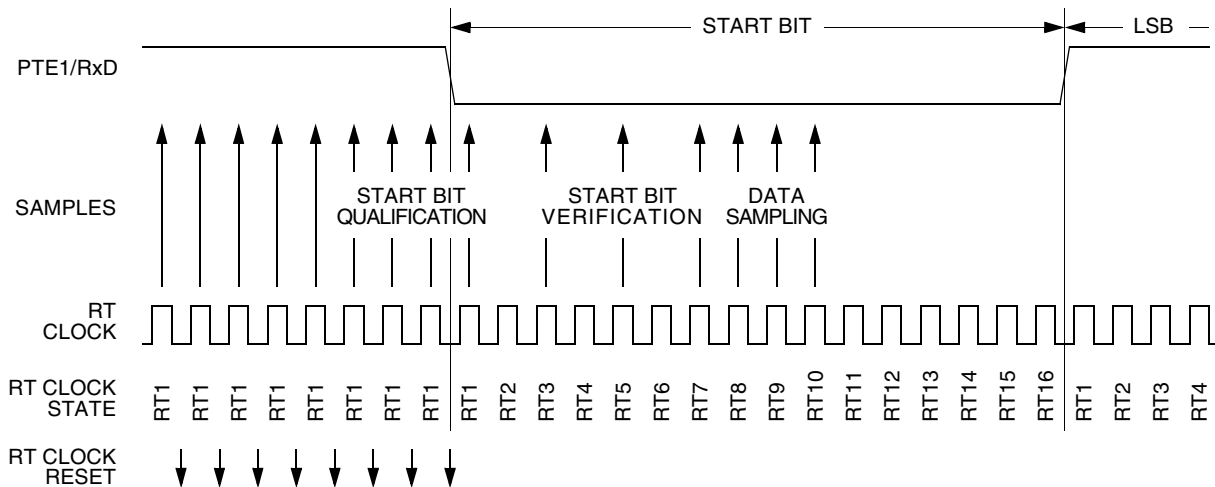 START BIT
LSB
PTE1/RxD
SAMPLES
START BIT
QUALIFICATION
START BIT
VERIFICATION
DATA
SAMPLING
RT
CLOCK
RT CLOCK
STATE
RT1 RT1 RT1 RT1 RT1 RT1 RT1 RT1 RT1 RT2 RT3 RT4 RT5 RT6 RT7 RT8 RT9 RT10 RT11 RT12 RT13 RT14 RT15 RT16 RT1 RT2 RT3 RT4
RT CLOCK
RESET